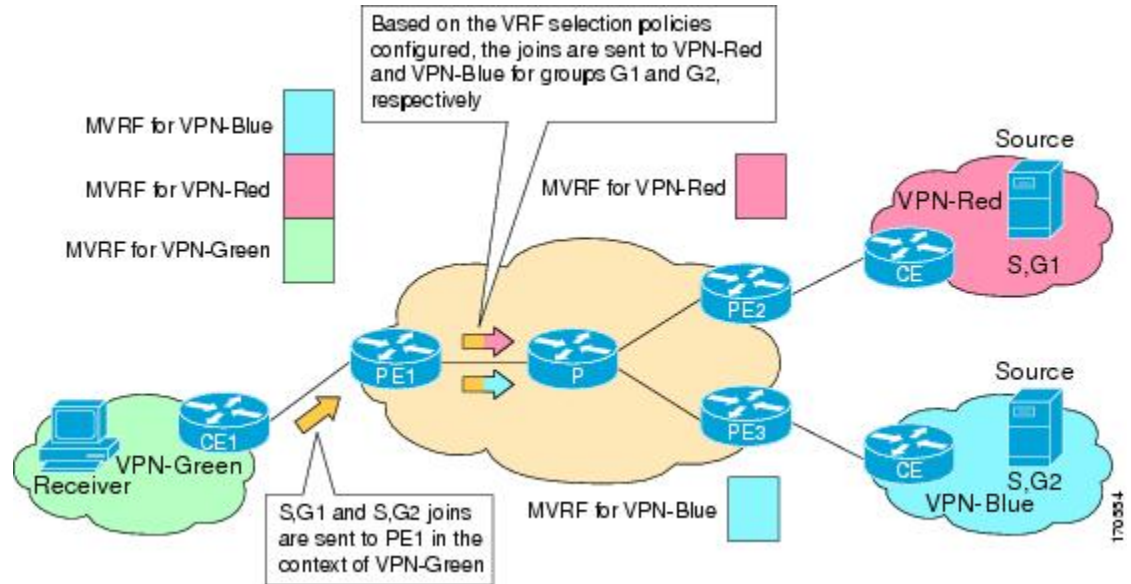 Based on the VRF selection policies
configured, the joins are sent to VPN-Red
and VPN-Blue for groups G1 and G2,
respectively
MVRF for VPN-Blue
MVRF for VPN-Red
MVRF for VPN-Green
MVRF for VPN-Red
Source
VPN-Red
CE
S,G1
PE2
PE1
P
PE3
CE1
VPN-Green
Receiver
S,G1 and S,G2 joins
are sent to PE1 in the
context of VPN-Green
MVRF for VPN-Blue
Source
CE
S,G2
VPN-Blue
170554